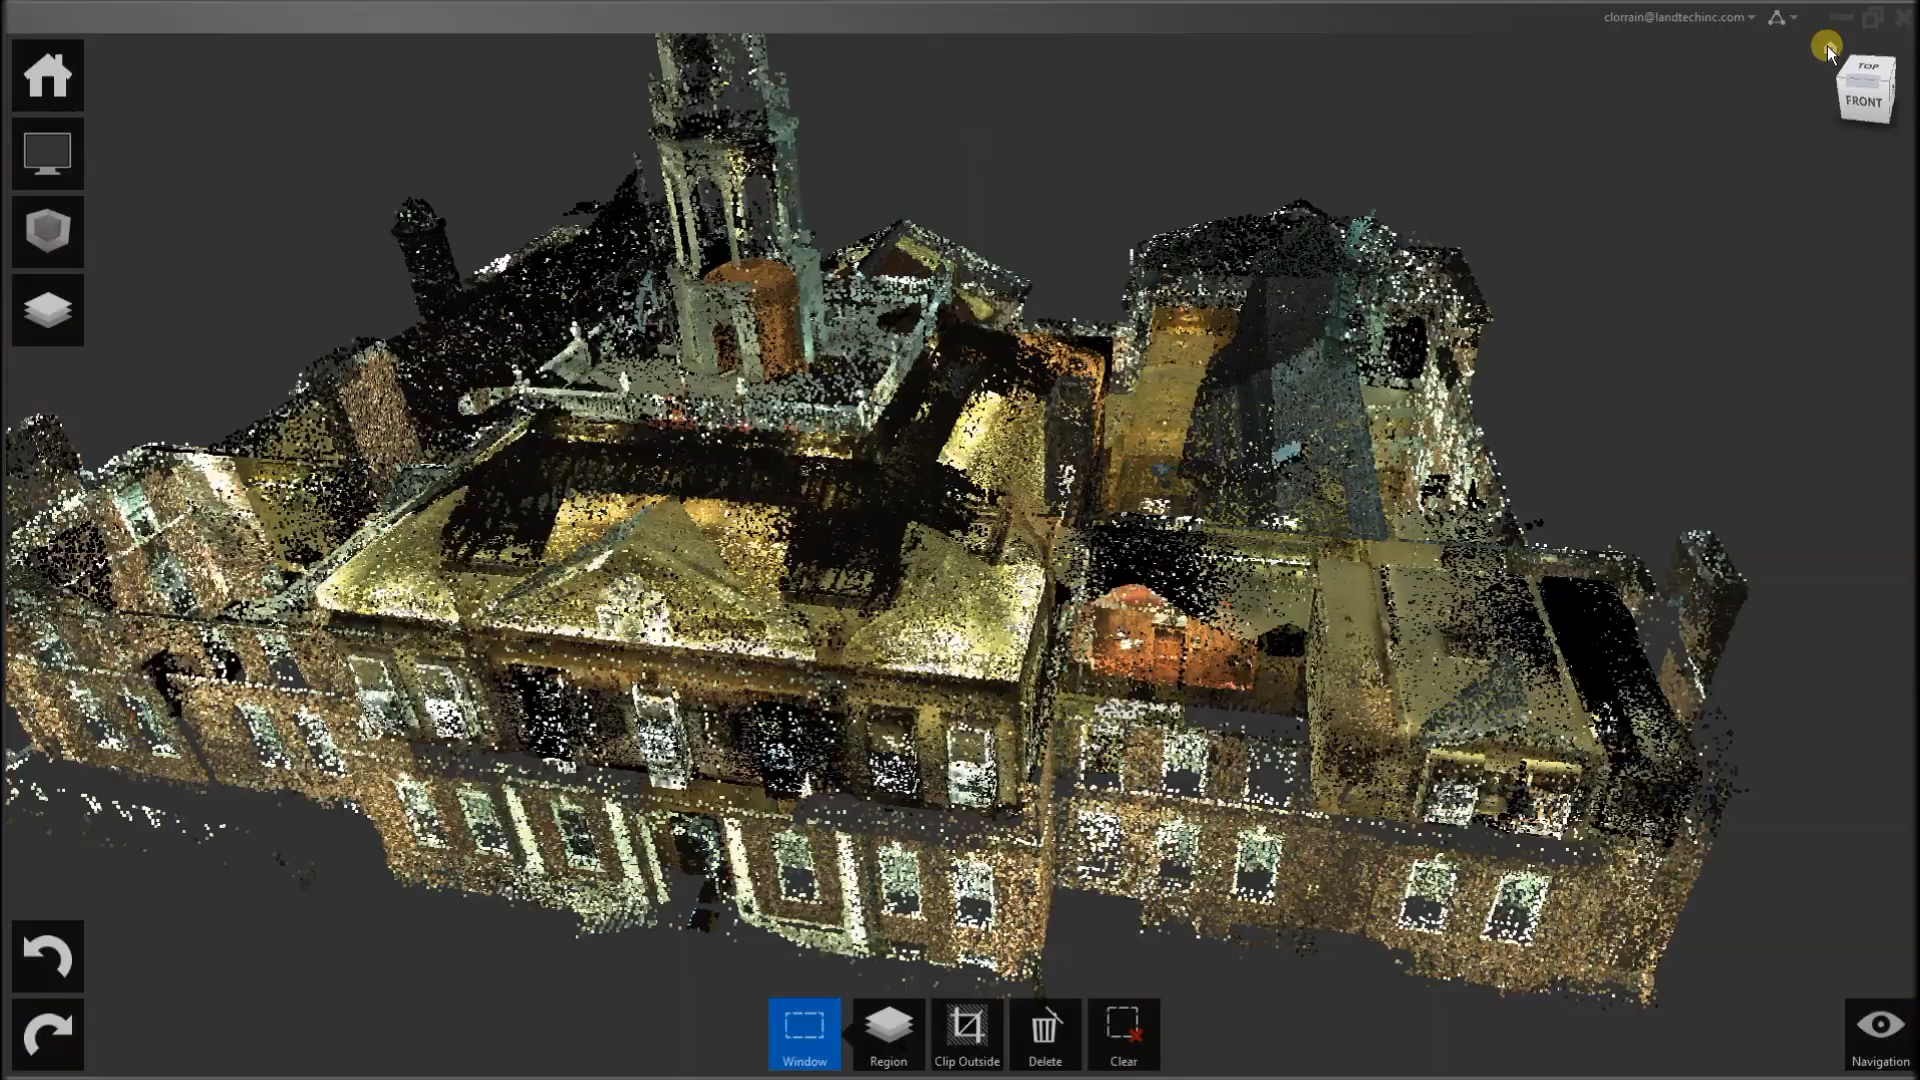 clorrain@landtechinc.com
TOP
FRONT
Window
Region
Clip Outside
Delete
Clear
Navigation